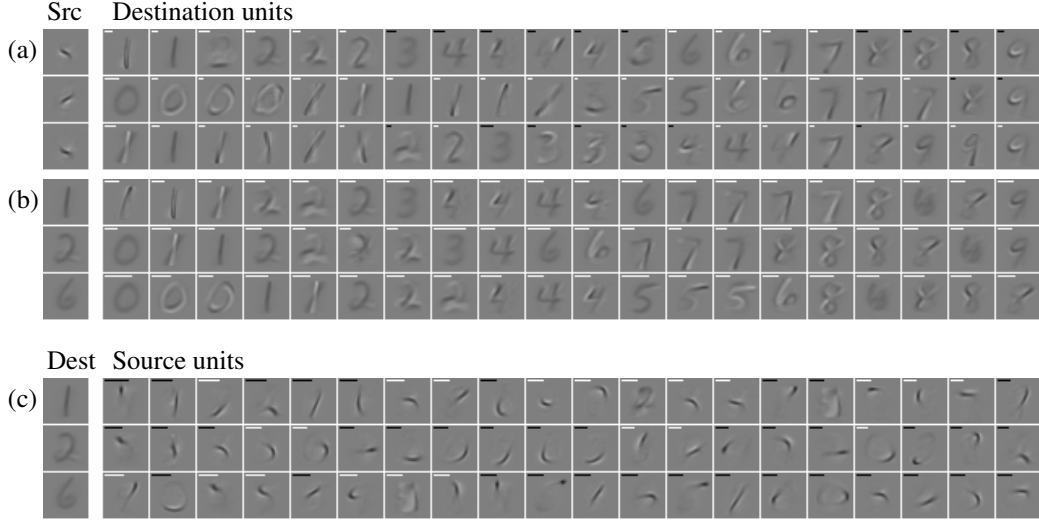 Src Destination units
(a)
(b)
Dest Source units
(c)